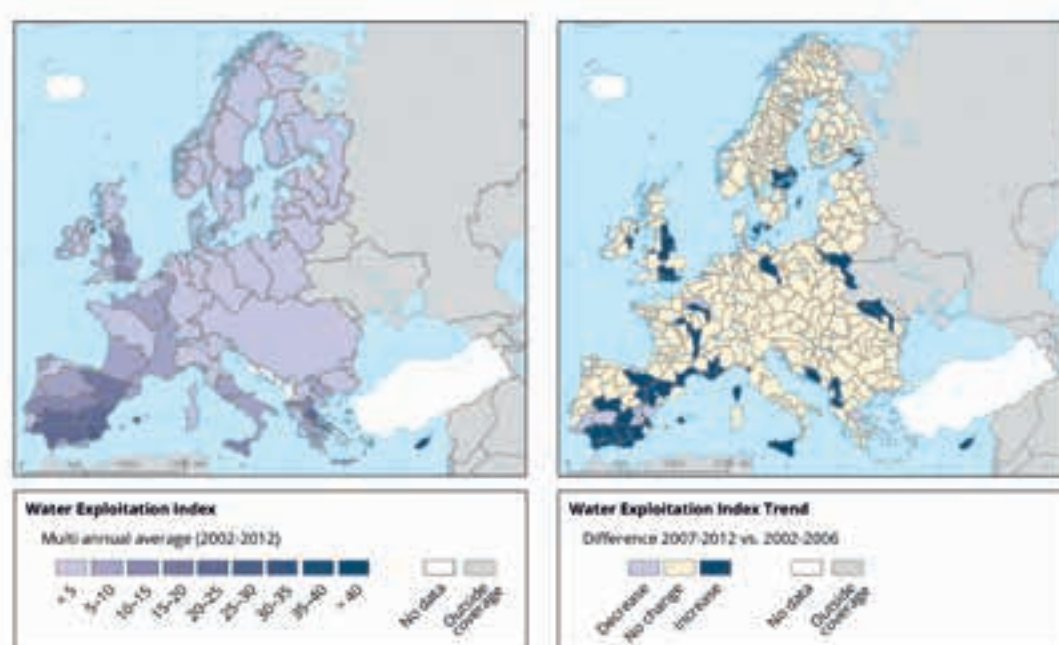 Water Exploitation Index
Multi annual average (2002-2012)
< 5
5-10
10-15
15-20
20-25
25-30
30-35
35-40
> 40
No data
Outside
coverage
Water Exploitation Index Trend
Difference 2007-2012 vs. 2002-2006
Decrease
No change
Increase
No data
Outside
coverage